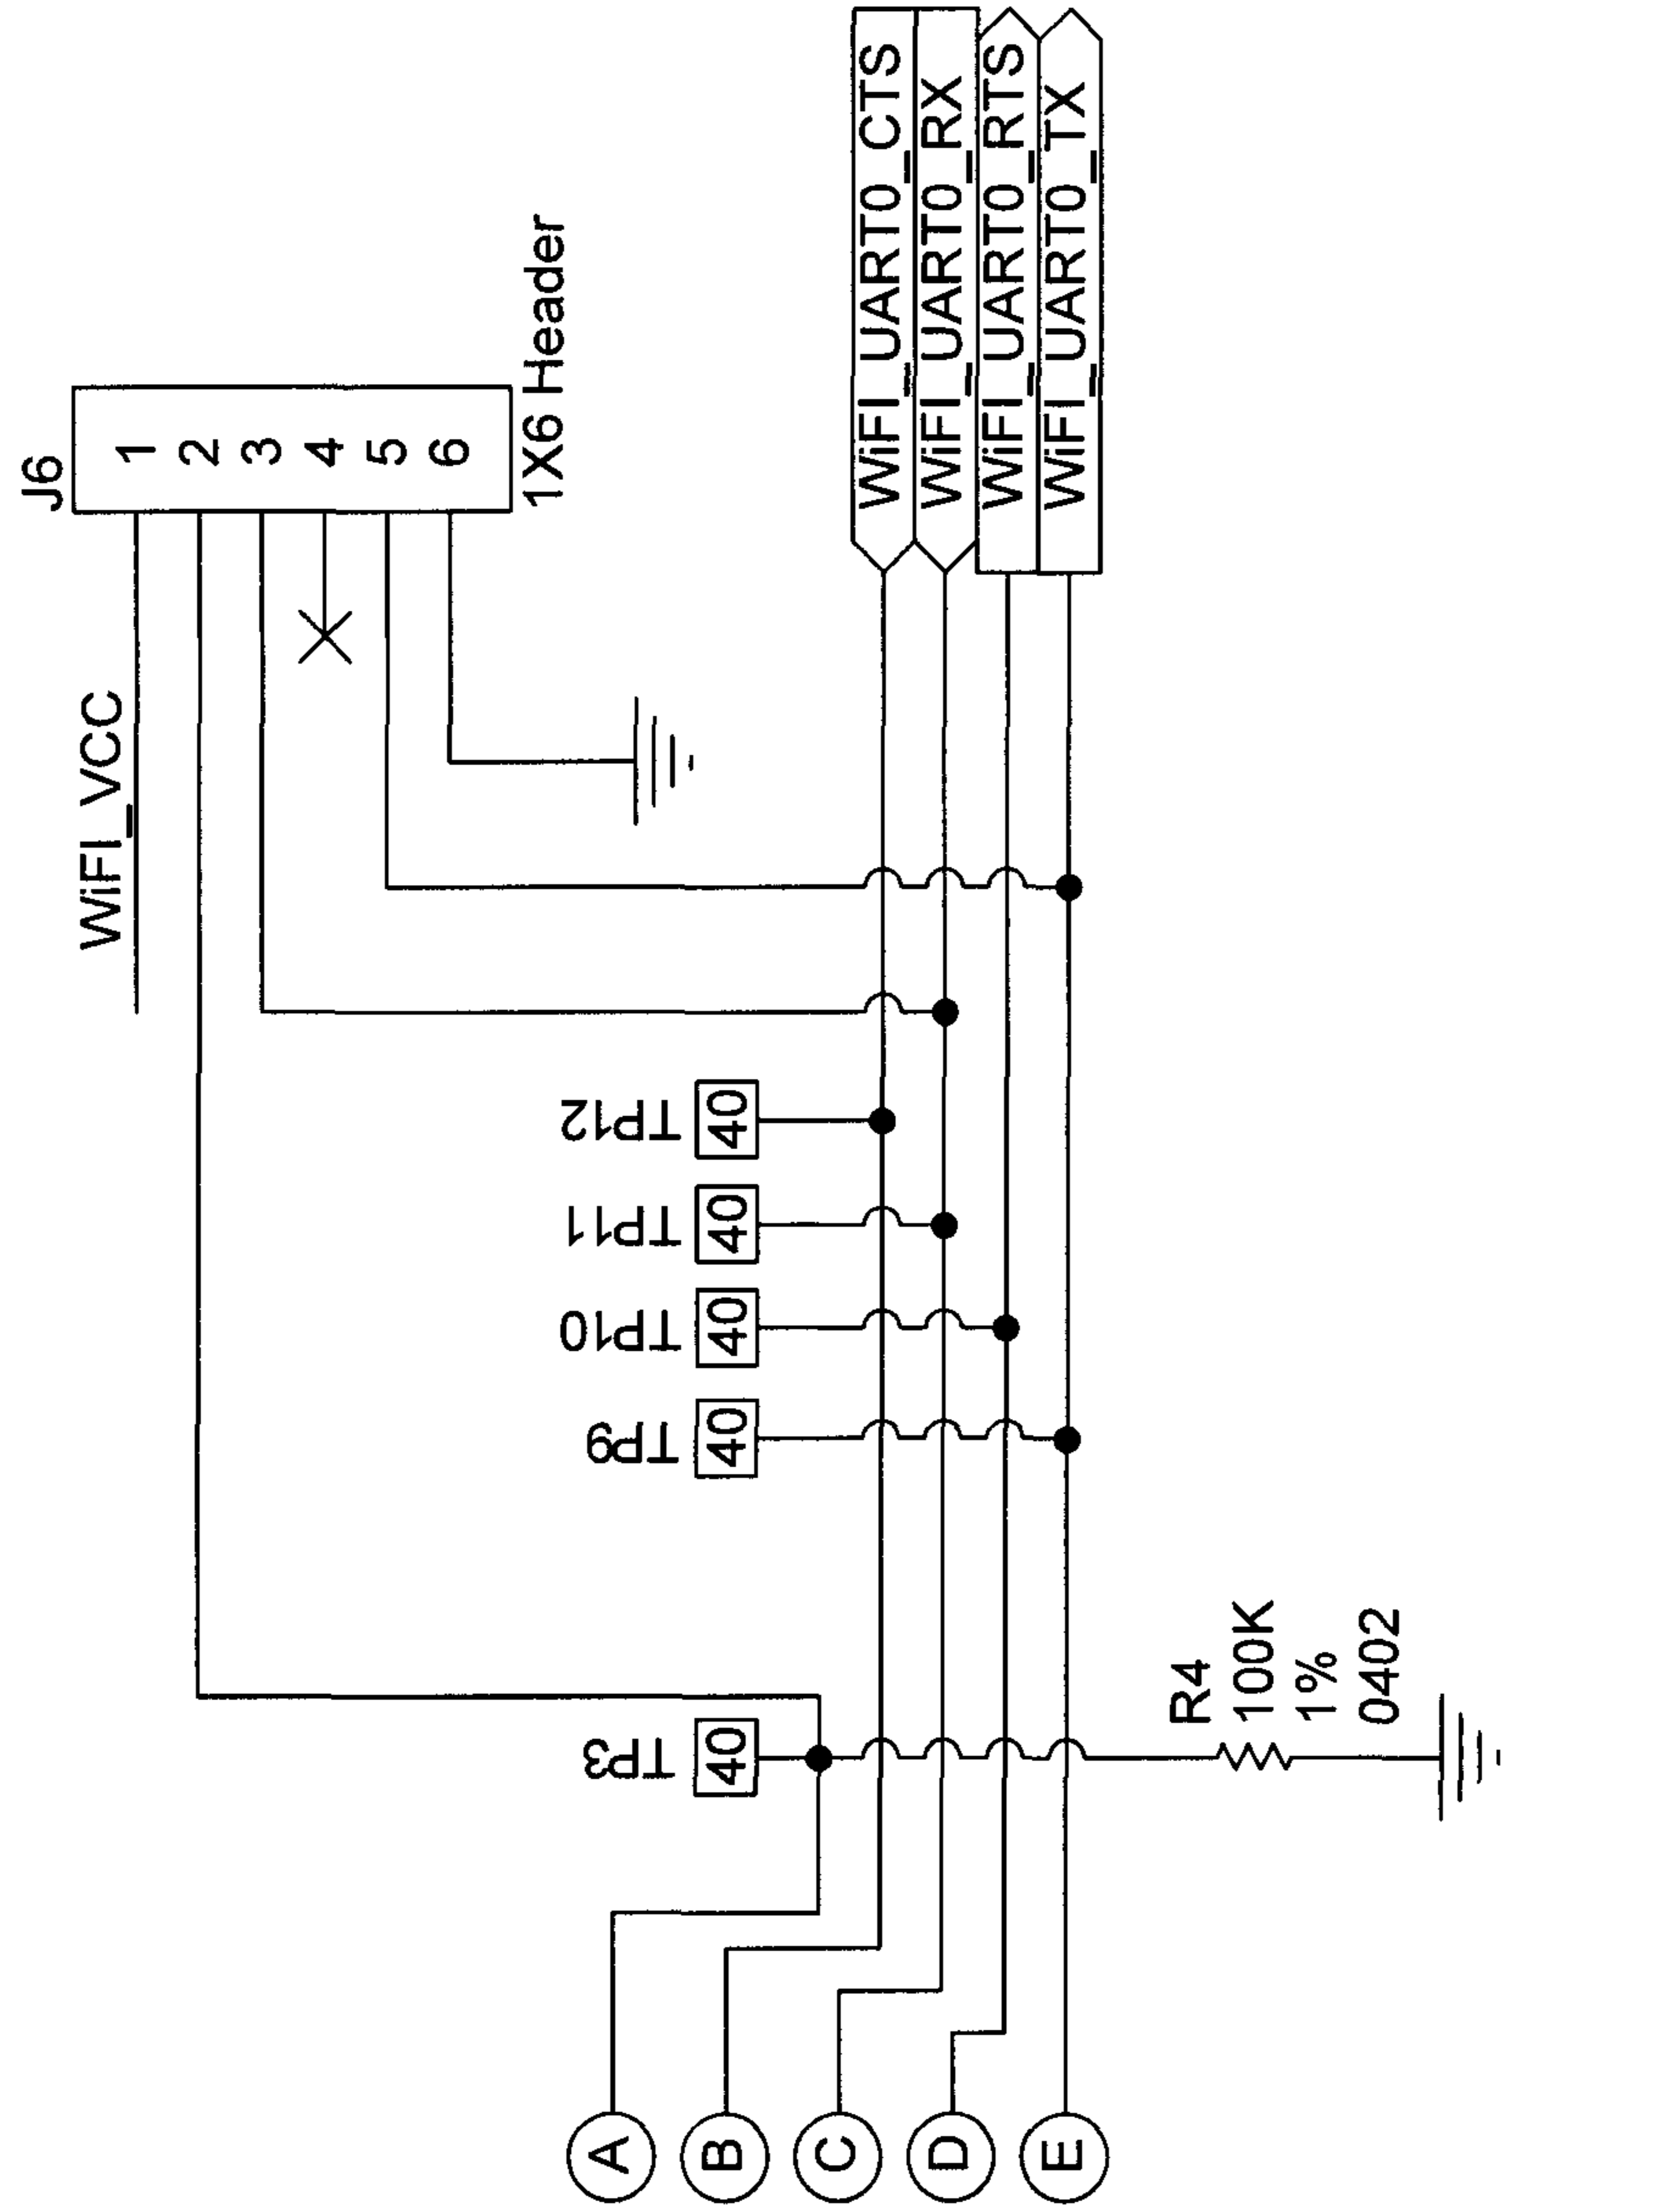 J6
1
2
3
4
5
6
1X6 Header
WiFI_VCC
WiFI_UART0_CTS
WiFI_UART0_RX
WiFI_UART0_RTS
WiFI_UART0_TX
TP12
40
TP11
40
TP10
40
TP9
40
TP3
40
R4
100K
1%
0402
A
B
C
D
E